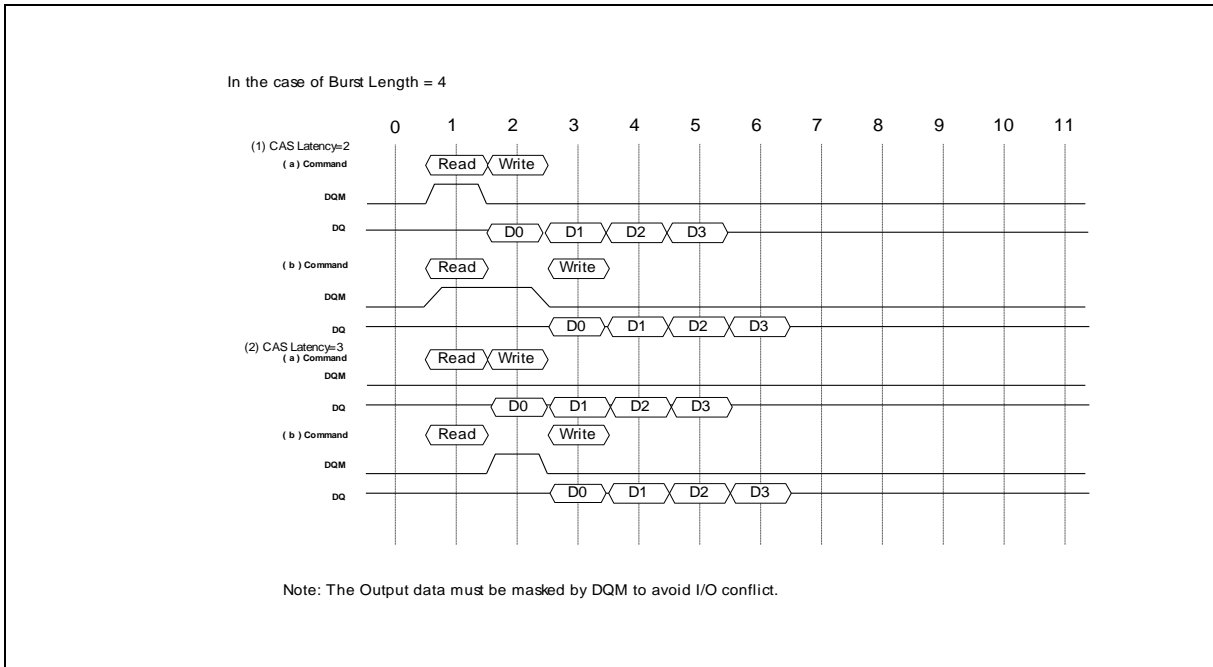 In the case of Burst Length = 4
0 1 2 3 4 5 6 7 8 9 10 11
(1) CAS Latency=2
( a ) Command Read Write
DQM
DQ D0 D1 D2 D3
( b ) Command Read Write
DQM
DQ D0 D1 D2 D3
(2) CAS Latency=3
( a ) Command Read Write
DQM
DQ D0 D1 D2 D3
( b ) Command Read Write
DQM
DQ D0 D1 D2 D3
Note: The Output data must be masked by DQM to avoid I/O conflict.